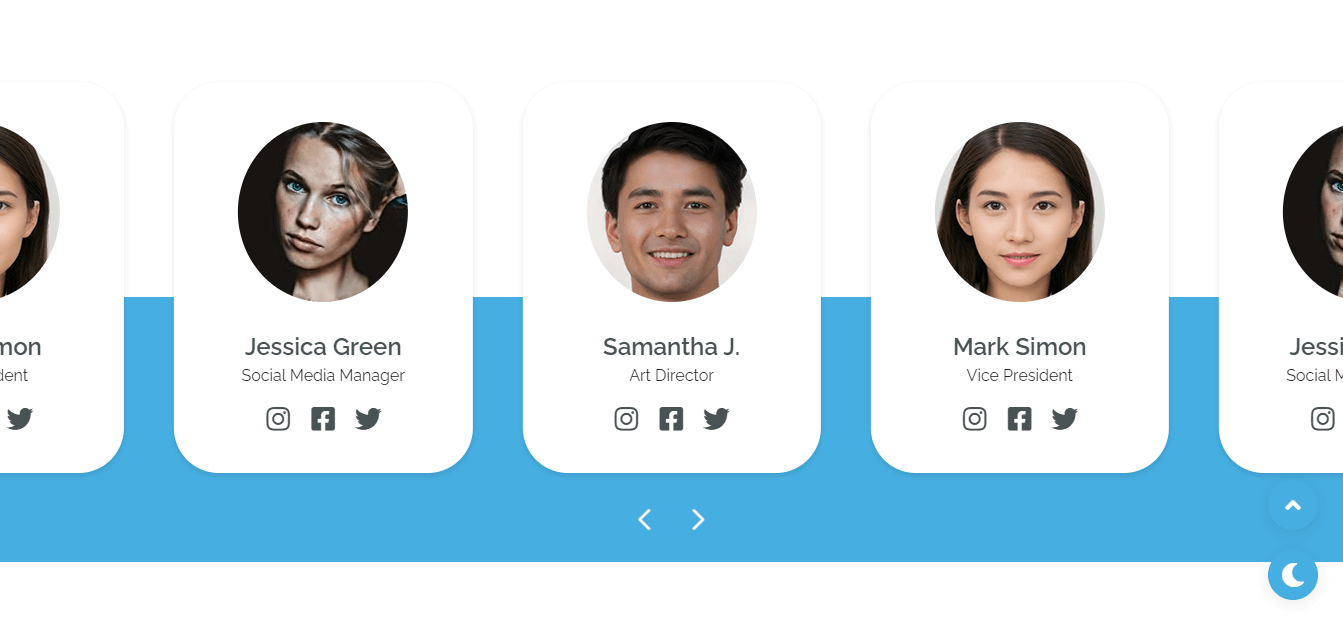 mon
dent
Jessica Green
Social Media Manager
Samantha J.
Art Director
Mark Simon
Vice President
Jessi
Social M